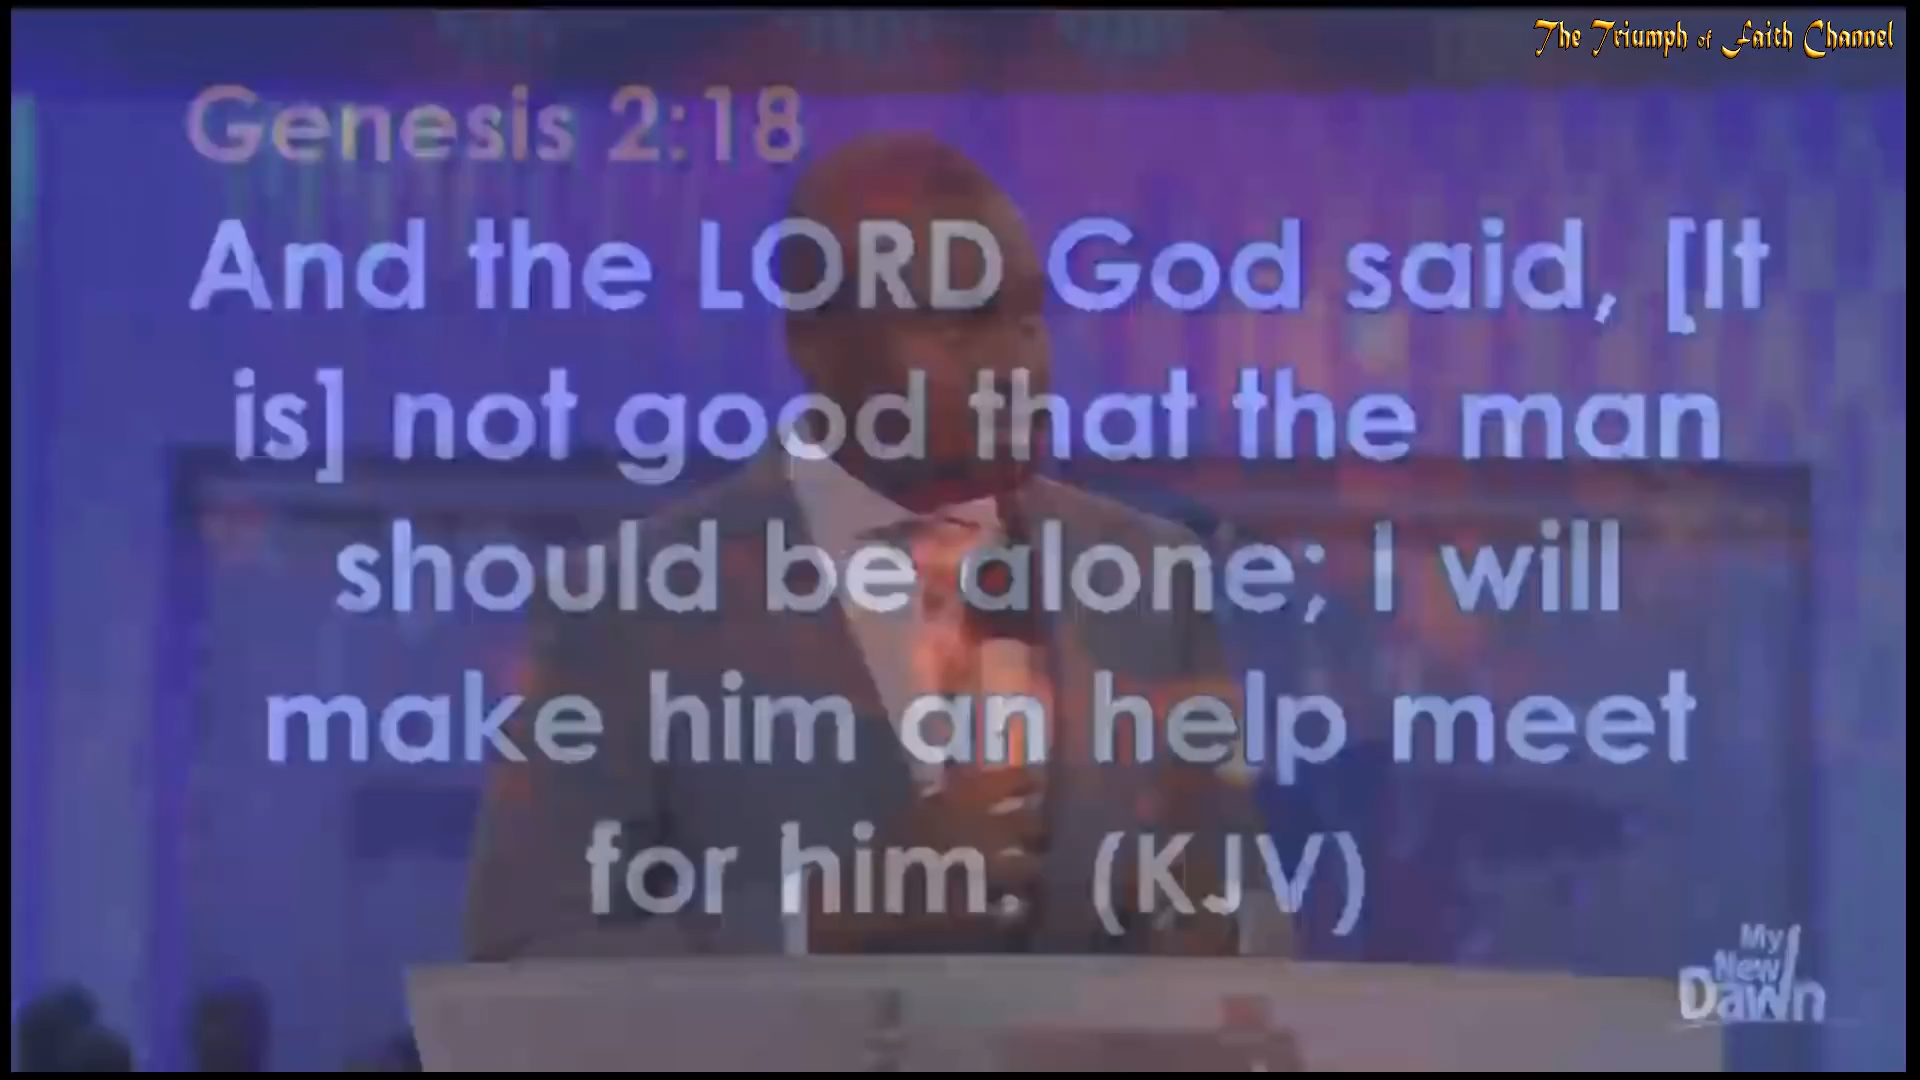 The Triumph of Faith Channel
Genesis 2:18
And the LORD God said, [It
is] not good that the man
should be alone; I will
make him an help meet
for him. (KJV)
My
New
Dawn